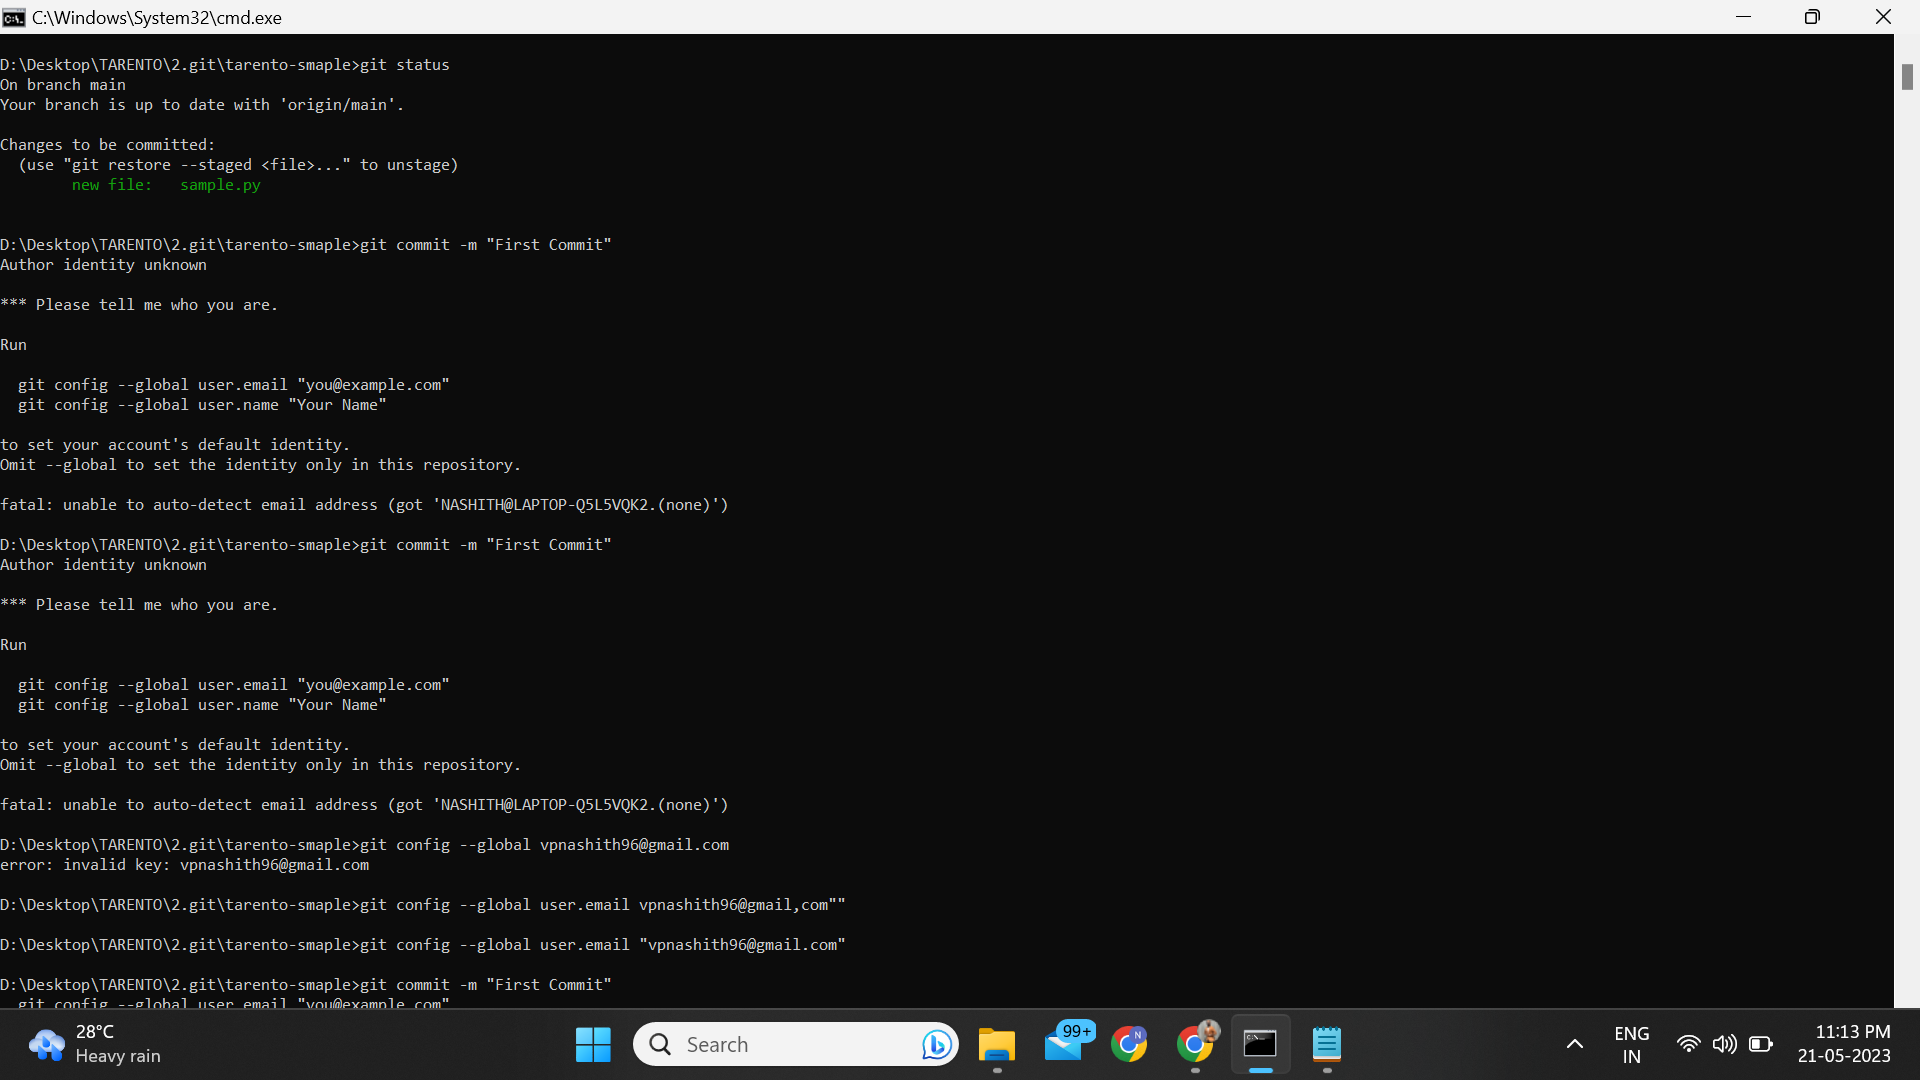 C:\Windows\System32\cmd.exe
D:\Desktop\TARENTO\2.git\tarento-smaple>git status
On branch main
Your branch is up to date with 'origin/main'.
Changes to be committed:
  (use "git restore --staged <file>..." to unstage)
        new file:   sample.py
D:\Desktop\TARENTO\2.git\tarento-smaple>git commit -m "First Commit"
Author identity unknown
*** Please tell me who you are.
Run
  git config --global user.email "you@example.com"
  git config --global user.name "Your Name"
to set your account's default identity.
Omit --global to set the identity only in this repository.
fatal: unable to auto-detect email address (got 'NASHITH@LAPTOP-Q5L5VQK2.(none)')
D:\Desktop\TARENTO\2.git\tarento-smaple>git commit -m "First Commit"
Author identity unknown
*** Please tell me who you are.
Run
  git config --global user.email "you@example.com"
  git config --global user.name "Your Name"
to set your account's default identity.
Omit --global to set the identity only in this repository.
fatal: unable to auto-detect email address (got 'NASHITH@LAPTOP-Q5L5VQK2.(none)')
D:\Desktop\TARENTO\2.git\tarento-smaple>git config --global vpnashith96@gmail.com
error: invalid key: vpnashith96@gmail.com
D:\Desktop\TARENTO\2.git\tarento-smaple>git config --global user.email vpnashith96@gmail,com""
D:\Desktop\TARENTO\2.git\tarento-smaple>git config --global user.email "vpnashith96@gmail.com"
D:\Desktop\TARENTO\2.git\tarento-smaple>git commit -m "First Commit"
  git config --global user.email "you@example.com"
28°C
Heavy rain
Search
99+
N
ENG
IN
11:13 PM
21-05-2023